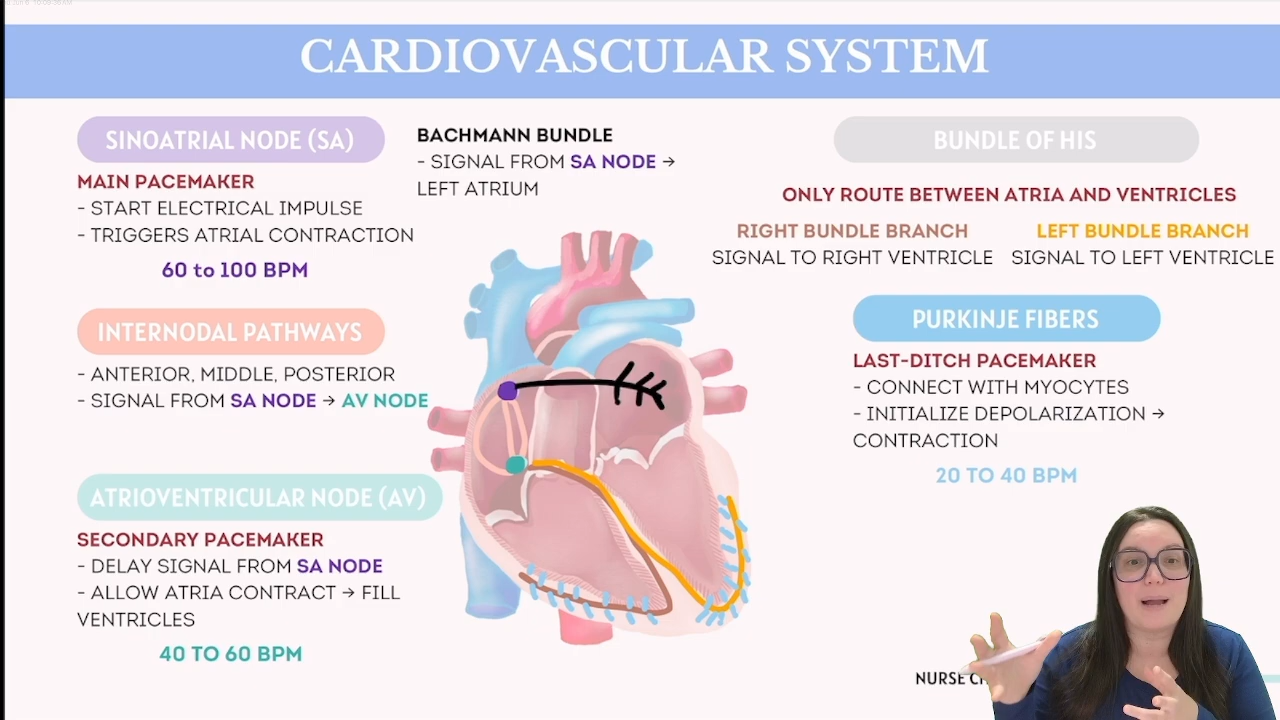 CARDIOVASCULAR SYSTEM
SINOATRIAL NODE (SA)
MAIN PACEMAKER
- START ELECTRICAL IMPULSE
- TRIGGERS ATRIAL CONTRACTION
60 to 100 BPM
BACHMANN BUNDLE
- SIGNAL FROM SA NODE →
LEFT ATRIUM
INTERNODAL PATHWAYS
- ANTERIOR, MIDDLE, POSTERIOR
- SIGNAL FROM SA NODE → AV NODE
ATRIOVENTRICULAR NODE (AV)
SECONDARY PACEMAKER
- DELAY SIGNAL FROM SA NODE
- ALLOW ATRIA CONTRACT → FILL
VENTRICLES
40 TO 60 BPM
BUNDLE OF HIS
ONLY ROUTE BETWEEN ATRIA AND VENTRICLES
RIGHT BUNDLE BRANCH
SIGNAL TO RIGHT VENTRICLE
LEFT BUNDLE BRANCH
SIGNAL TO LEFT VENTRICLE
PURKINJE FIBERS
LAST-DITCH PACEMAKER
- CONNECT WITH MYOCYTES
- INITIALIZE DEPOLARIZATION →
CONTRACTION
20 TO 40 BPM
NURSE